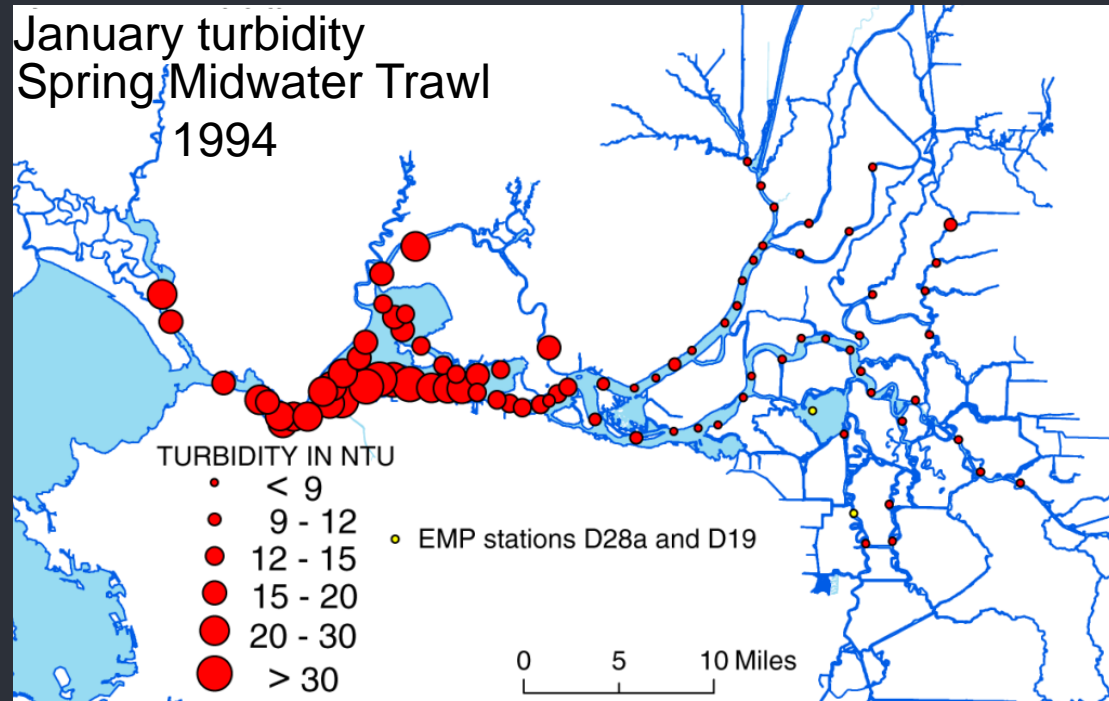 January turbidity
Spring Midwater Trawl
1994
TURBIDITY IN NTU
< 9
9 - 12
12 - 15
15 - 20
20 - 30
> 30
EMP stations D28a and D19
0 5 10 Miles